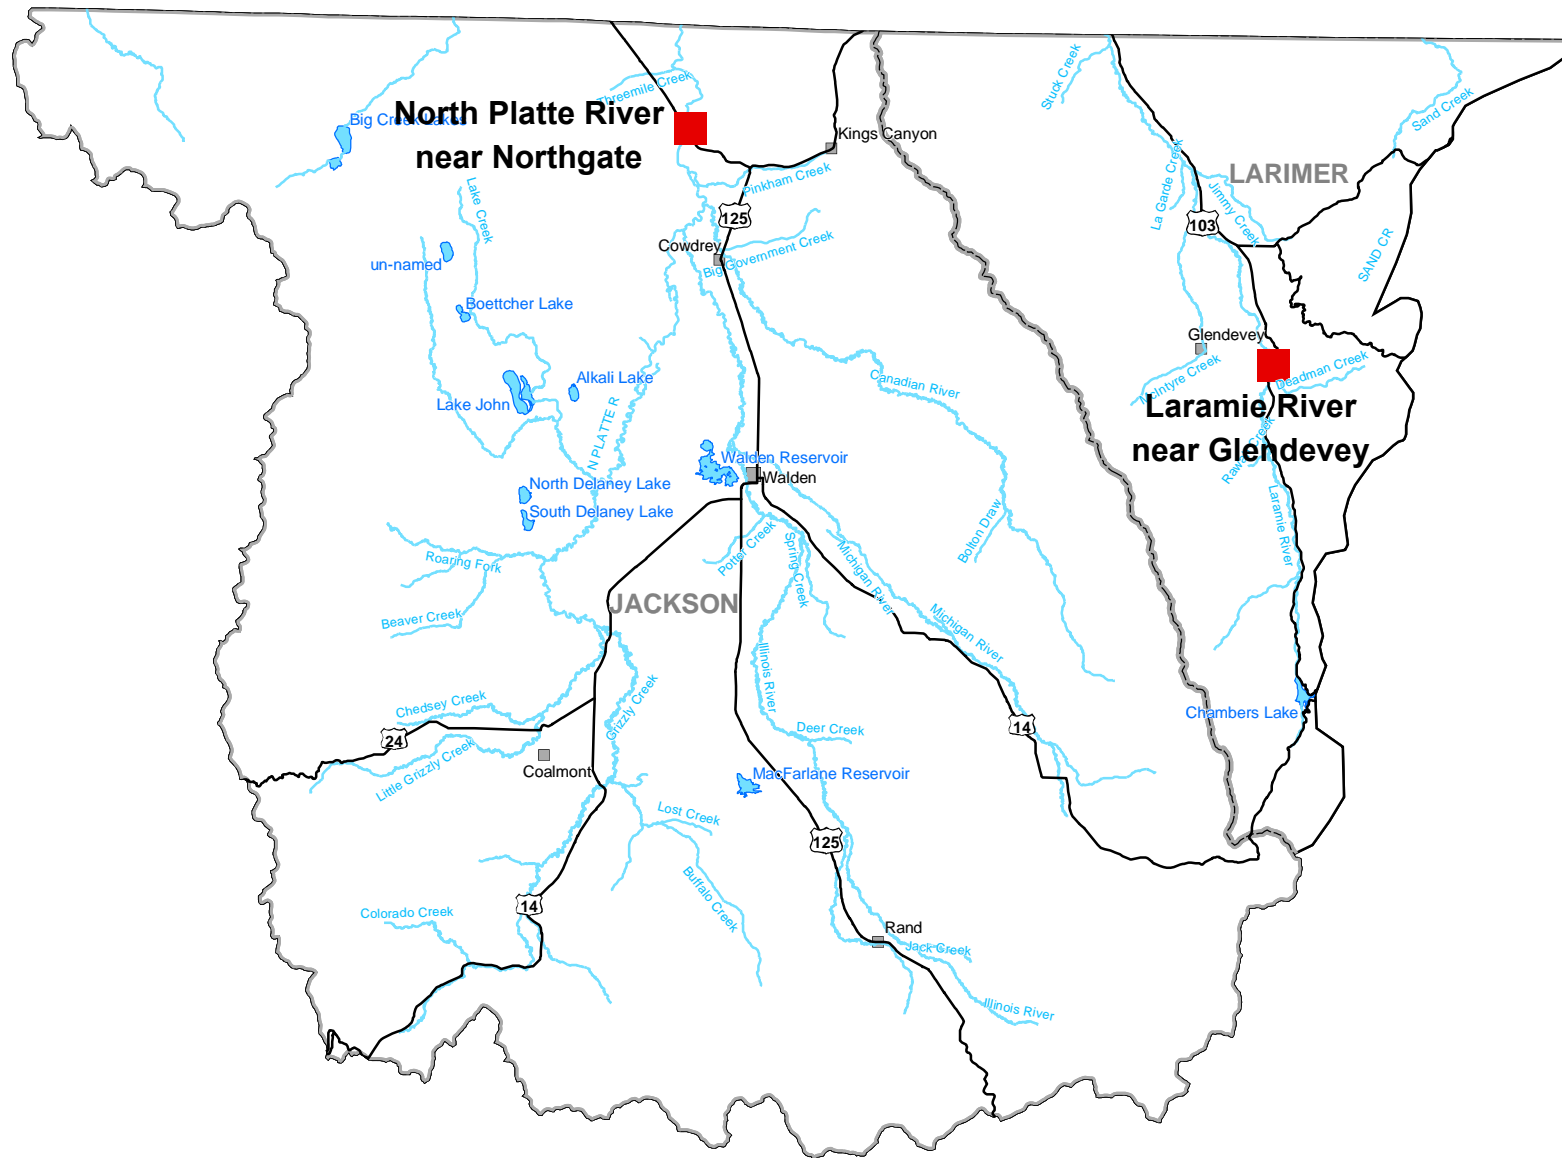 Stuck Creek
Threemile Creek
Sand Creek
North Platte River
near Northgate
Big Creek Lakes
Kings Canyon
LARIMER
Pinkham Creek
La Garde Creek
Jimmy Creek
Lake Creek
125
103
Cowdrey
Big Government Creek
SAND CR
un-named
Boettcher Lake
Glendevey
McIntyre Creek
Deadman Creek
Alkali Lake
Canadian River
Lake John
Laramie River
near Glendevey
N PLATTE R
Walden Reservoir
Walden
North Delaney Lake
South Delaney Lake
Laramie River
Bolton Draw
Potter Creek
Spring Creek
Michigan River
Roaring Fork
JACKSON
Beaver Creek
Michigan River
Illinois River
Grizzly Creek
Chedsey Creek
Chambers Lake
24
Deer Creek
14
Little Grizzly Creek
Coalmont
MacFarlane Reservoir
Lost Creek
125
Buffalo Creek
14
Colorado Creek
Rand
Jack Creek
Illinois River